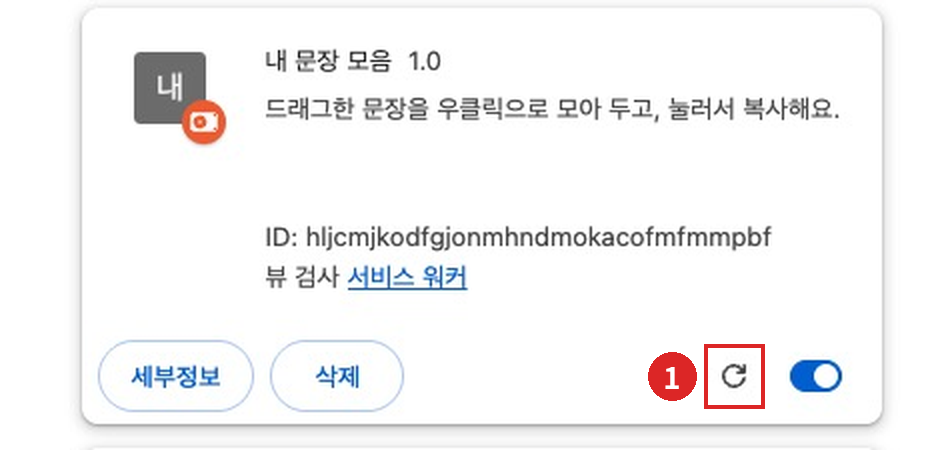 내
내 문장 모음 1.0
드래그한 문장을 우클릭으로 모아 두고, 눌러서 복사해요.
ID: hljcmjkodfgjonmhndmokacofmfmmpbf
뷰 검사 서비스 워커
세부정보 삭제 1